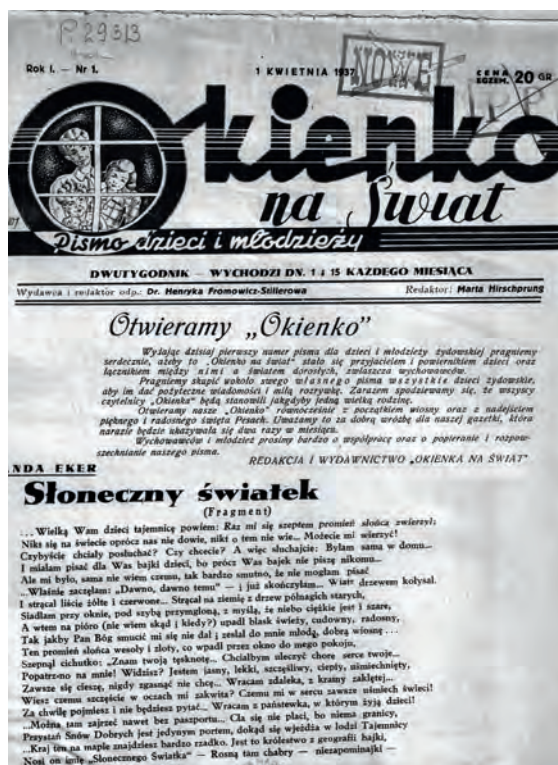 P. 29313
Rok I. — Nr 1.
1 KWIETNIA 1937
NOWE
CENA EGZEM. 20 GR
Okienko
na Świat
Pismo dzieci i młodzieży
DWUTYGODNIK — WYCHODZI DN. 1 i 15 KAŻDEGO MIESIĄCA
Wydawca i redaktor odp.: Dr. Henryka Fromowicz-Stillerowa
Redaktor: Marta Hirschprung
Otwieramy „Okienko”
Wydając dzisiaj pierwszy numer pisma dla dzieci i młodzieży żydowskiej pragniemy
serdecznie, ażeby to „Okienko na świat” stało się przyjacielem i powiernikiem dzieci oraz
łącznikiem między nimi a światem dorosłych, zwłaszcza wychowawców.
Pragniemy skupić wokoło swego własnego pisma wszystkie dzieci żydowskie,
aby im dać pożyteczne wiadomości i miłą rozrywkę. Zarazem spodziewamy się, że wszyscy
czytelnicy „Okienka” będą stanowili jakgdyby jedną wielką rodzinę.
Otwieramy nasze „Okienko” równocześnie z początkiem wiosny oraz z nadejściem
pięknego i radosnego święta Pesach. Uważamy to za dobrą wróżbę dla naszej gazetki, która
narazie będzie ukazywała się dwa razy w miesiącu.
Wychowawców i młodzież prosimy bardzo o współpracę oraz o popieranie i rozpow-
szechnianie naszego pisma.
REDAKCJA I WYDAWNICTWO „OKIENKA NA ŚWIAT”
NDA EKER
Słoneczny światek
(Fragment)
... Wielką Wam dzieci tajemnicę powiem: Raz mi się szeptem promień słońca zwierzył;
Nikt się na świecie oprócz nas nie dowie, nikt o tem nie wie... Możecie mi wierzyć!
Czybyście chciały posłuchać? Czy chcecie? A więc słuchajcie: Byłam sama w domu...
I miałam pisać dla Was bajki dzieci, bo prócz Was bajek nie piszę nikomu...
Ale mi było, sama nie wiem czemu, tak bardzo smutno, że nie mogłam pisać
...Właśnie zaczęłam: „Dawno, dawno temu” — i już skończyłam... Wiatr drzewem kołysał.
I strącał liście żółte i czerwone... Strącał na ziemię z drzew półnagich starych,
Siadłam przy oknie, pod szybą przymgloną, z myślą, że niebo ciężkie jest i szare,
A wtem na pióro (nie wiem skąd i kiedy?) upadł blask świeży, cudowny, radosny,
Tak jakby Pan Bóg smucić mi się nie dał i zesłał do mnie młodą, dobrą wiosnę...
Ten promień słońca wesoły i złoty, co wpadł przez okno do mego pokoju,
Szepnął cichutko: „Znam twoją tęsknotę... Chciałbym uleczyć chore serce twoje...
Popatrz-no na mnie! Widzisz? Jestem jasny, lekki, szczęśliwy, ciepły, uśmiechnięty,
Zawsze się cieszę, nigdy zgasnąć nie chcę... Wracam zdaleka, z krainy zaklętej...
Wiesz czemu szczęście w oczach mi zakwita? Czemu mi w sercu zawsze uśmiech świeci!
Za chwilę pojmiesz i nie będziesz pytać... Wracam z państewka, w którym żyją dzieci!
...Można tam zajrzeć nawet bez paszportu... Cła się nie płaci, bo niema granicy,
Przystań Snów Dobrych jest jedynym portem, dokąd się wjeżdża w łodzi Tajemnicy
...Kraj ten na mapie znajdziesz bardzo rzadko. Jest to królestwo z geografii bajki,
Nosi on imię „Słonecznego Światka” — Rosną tam chabry — niezapominajki —